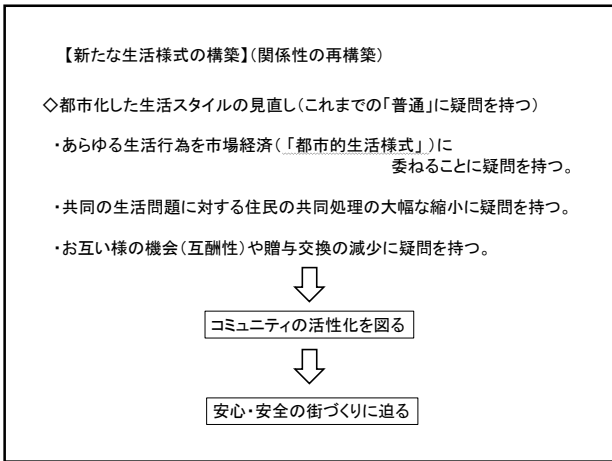 【新たな生活様式の構築】(関係性の再構築)
◇都市化した生活スタイルの見直し(これまでの「普通」に疑問を持つ)
・あらゆる生活行為を市場経済(「都市的生活様式」)に
委ねることに疑問を持つ。
・共同の生活問題に対する住民の共同処理の大幅な縮小に疑問を持つ。
・お互い様の機会(互酬性)や贈与交換の減少に疑問を持つ。
コミュニティの活性化を図る
安心・安全の街づくりに迫る